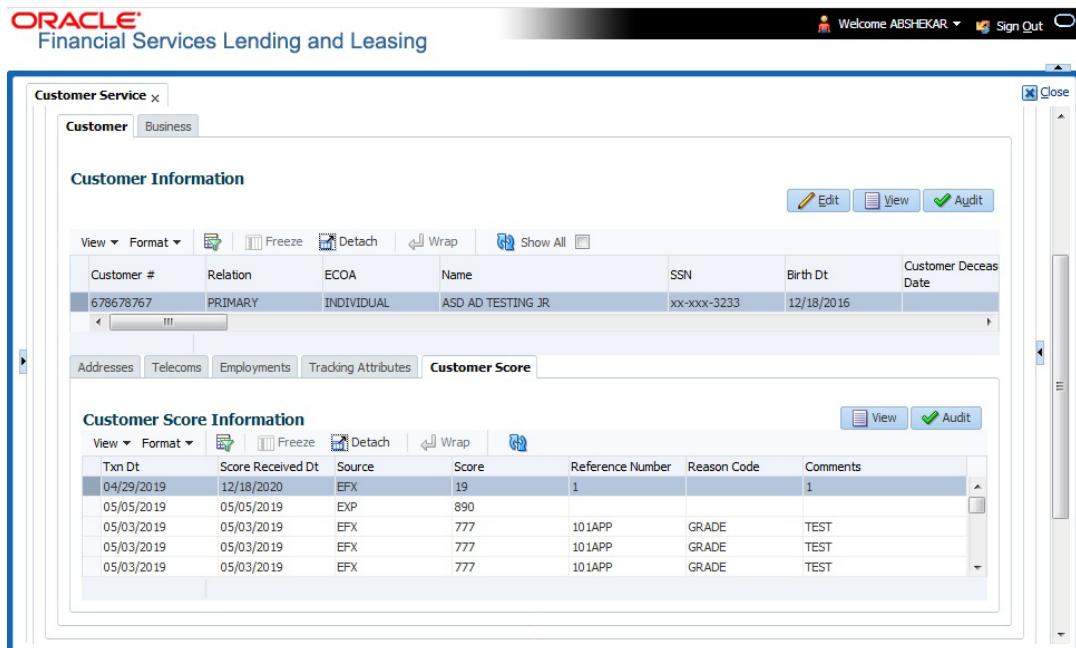 ORACLE
Financial Services Lending and Leasing
Welcome ABSHEKAR Sign Out
Customer Service x
Close
Customer Business
Customer Information
Edit View Audit
View Format Freeze Detach Wrap Show All
Customer # Relation ECOA Name SSN Birth Dt Customer Deceas
Date
678678767 PRIMARY INDIVIDUAL ASD AD TESTING JR xx-xxx-3233 12/18/2016
Addresses Telecoms Employments Tracking Attributes Customer Score
Customer Score Information
View Audit
View Format Freeze Detach Wrap
Txn Dt Score Received Dt Source Score Reference Number Reason Code Comments
04/29/2019 12/18/2020 EFX 19 1 1
05/05/2019 05/05/2019 EXP 890
05/03/2019 05/03/2019 EFX 777 101APP GRADE TEST
05/03/2019 05/03/2019 EFX 777 101APP GRADE TEST
05/03/2019 05/03/2019 EFX 777 101APP GRADE TEST